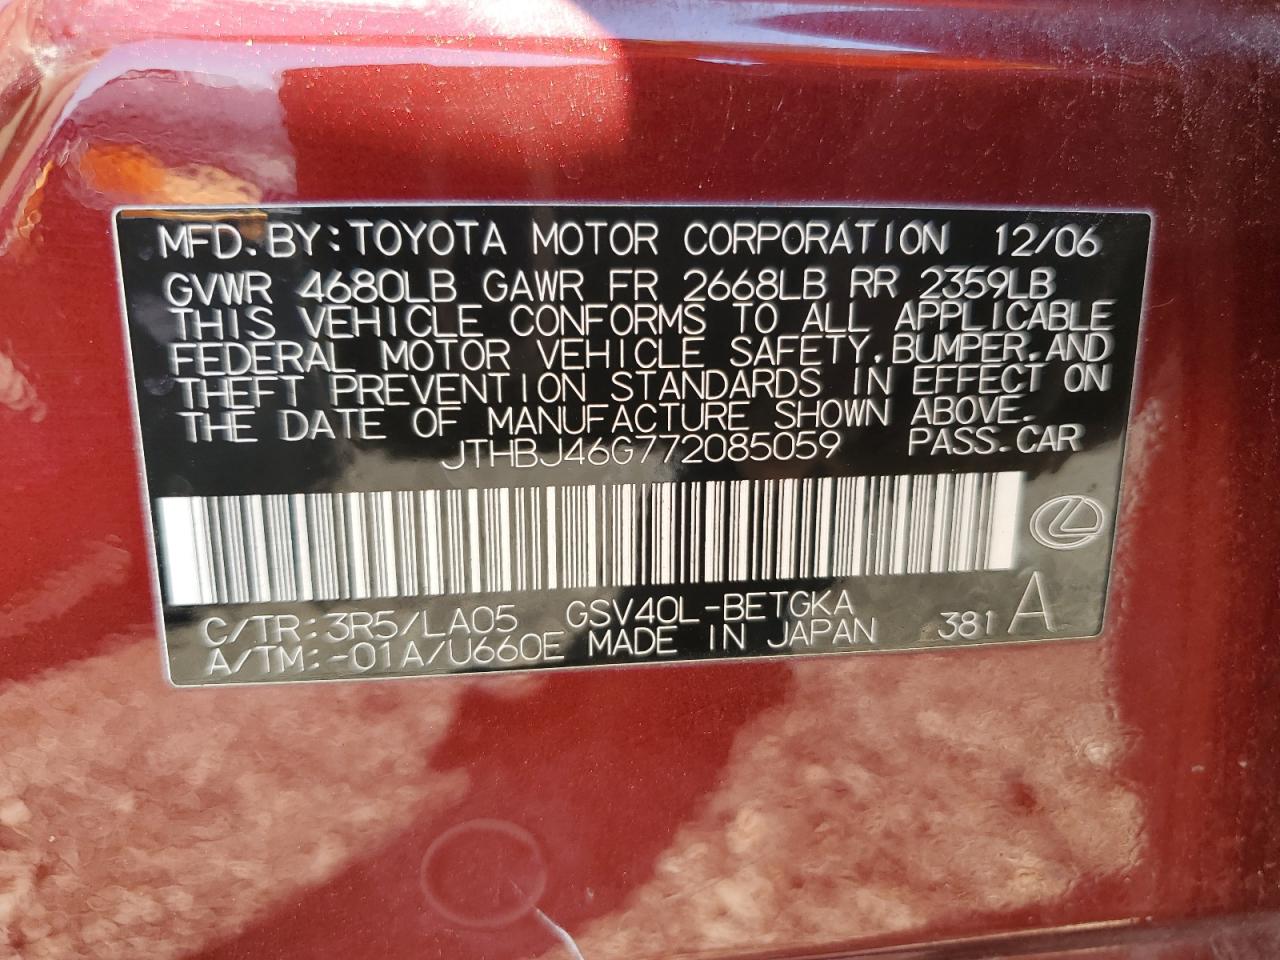 MFD. BY: TOYOTA MOTOR CORPORATION 12/06
GVWR 4680LB GAWR FR 2668LB RR 2359LB
THIS VEHICLE CONFORMS TO ALL APPLICABLE
FEDERAL MOTOR VEHICLE SAFETY, BUMPER, AND
THEFT PREVENTION STANDARDS IN EFFECT ON
THE DATE OF MANUFACTURE SHOWN ABOVE.
JTHBJ46G772085059 PASS. CAR
C/TR: 3R5/LA05 GSV40L-BETGKA
A/TM: -01A/U660E MADE IN JAPAN 381 A